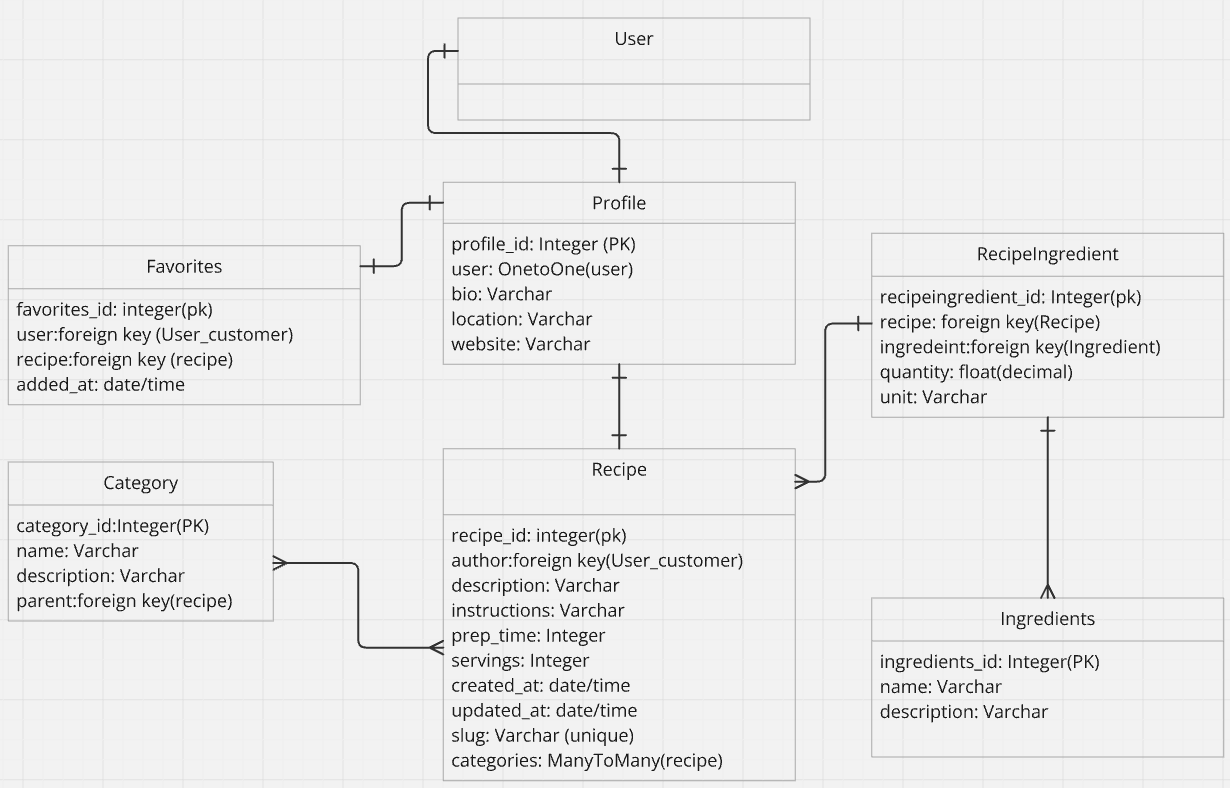 User
Profile
profile_id: Integer (PK)
user: OnetoOne(user)
bio: Varchar
location: Varchar
website: Varchar
Favorites
favorites_id: integer(pk)
user:foreign key (User_customer)
recipe:foreign key (recipe)
added_at: date/time
RecipeIngredient
recipeingredient_id: Integer(pk)
recipe: foreign key(Recipe)
ingredeint:foreign key(Ingredient)
quantity: float(decimal)
unit: Varchar
Category
category_id:Integer(PK)
name: Varchar
description: Varchar
parent:foreign key(recipe)
Recipe
recipe_id: integer(pk)
author:foreign key(User_customer)
description: Varchar
instructions: Varchar
prep_time: Integer
servings: Integer
created_at: date/time
updated_at: date/time
slug: Varchar (unique)
categories: ManyToMany(recipe)
Ingredients
ingredients_id: Integer(PK)
name: Varchar
description: Varchar